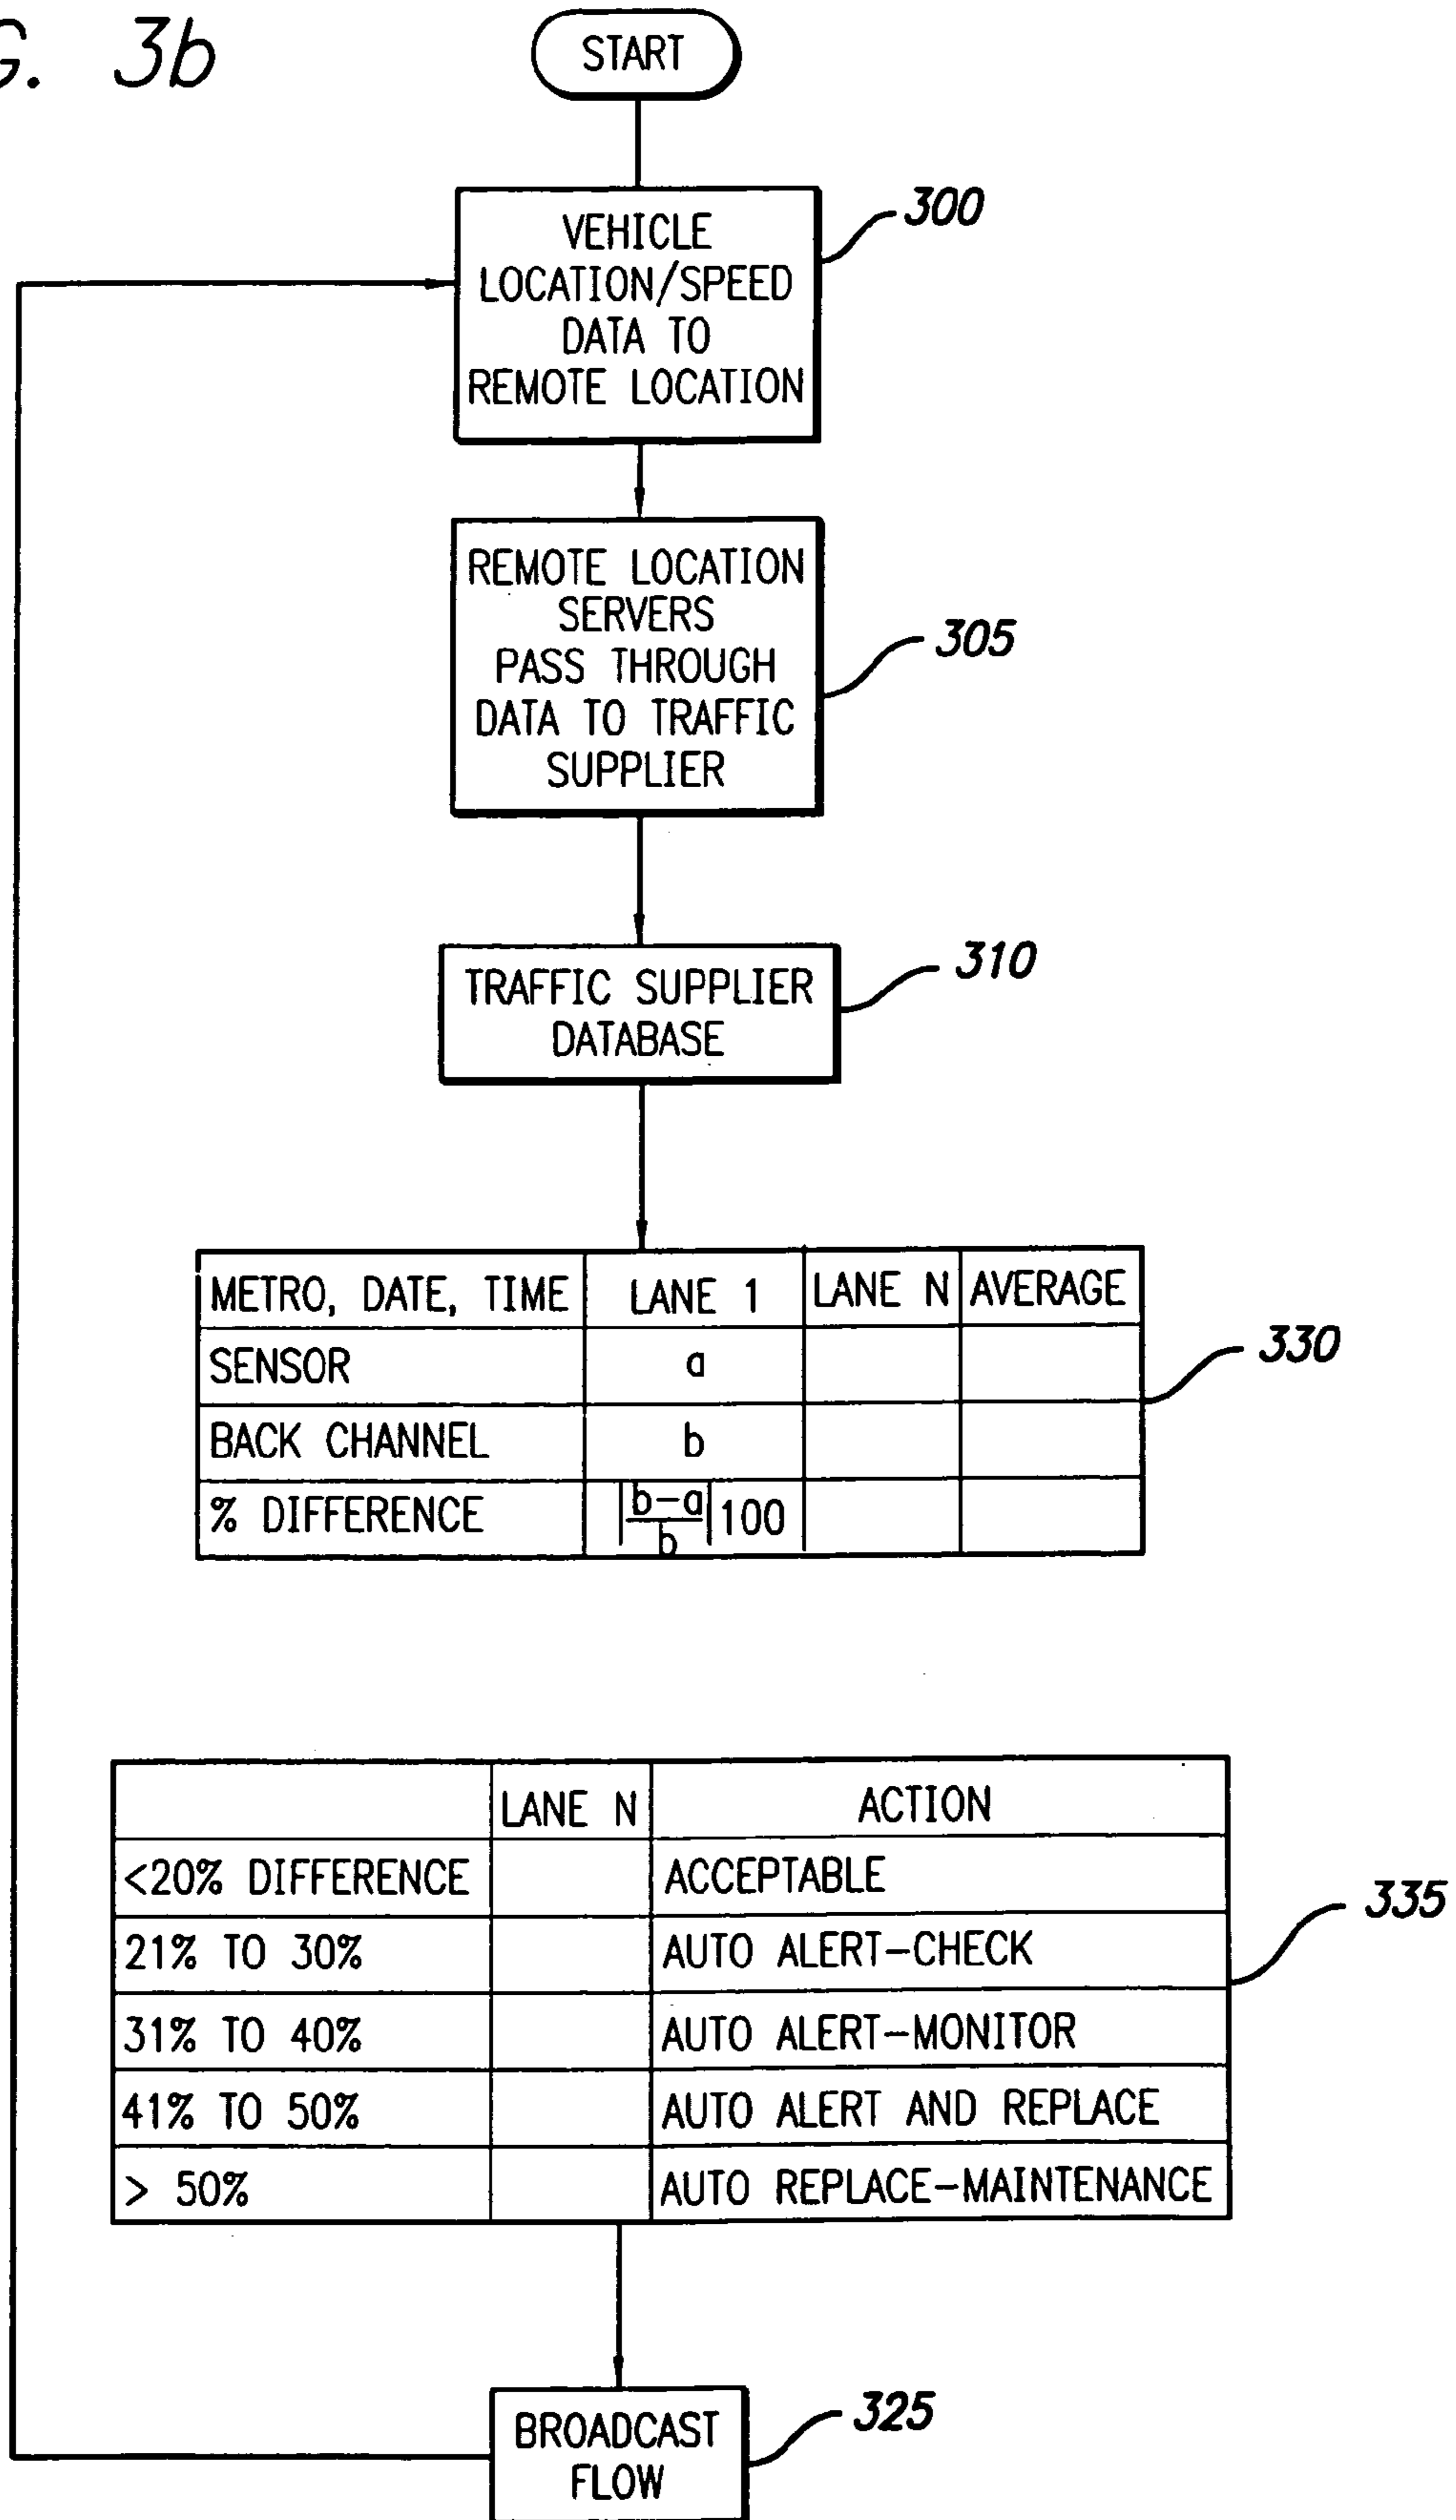 G. 3b
START
VEHICLE
LOCATION/SPEED
DATA TO
REMOTE LOCATION
300
REMOTE LOCATION
SERVERS
PASS THROUGH
DATA TO TRAFFIC
SUPPLIER
305
TRAFFIC SUPPLIER
DATABASE
310
METRO, DATE, TIME LANE 1 LANE N AVERAGE
SENSOR a
BACK CHANNEL b
% DIFFERENCE |b-a/b|100
330
LANE N ACTION
<20% DIFFERENCE ACCEPTABLE
21% TO 30% AUTO ALERT-CHECK
31% TO 40% AUTO ALERT-MONITOR
41% TO 50% AUTO ALERT AND REPLACE
> 50% AUTO REPLACE-MAINTENANCE
335
BROADCAST
FLOW
325